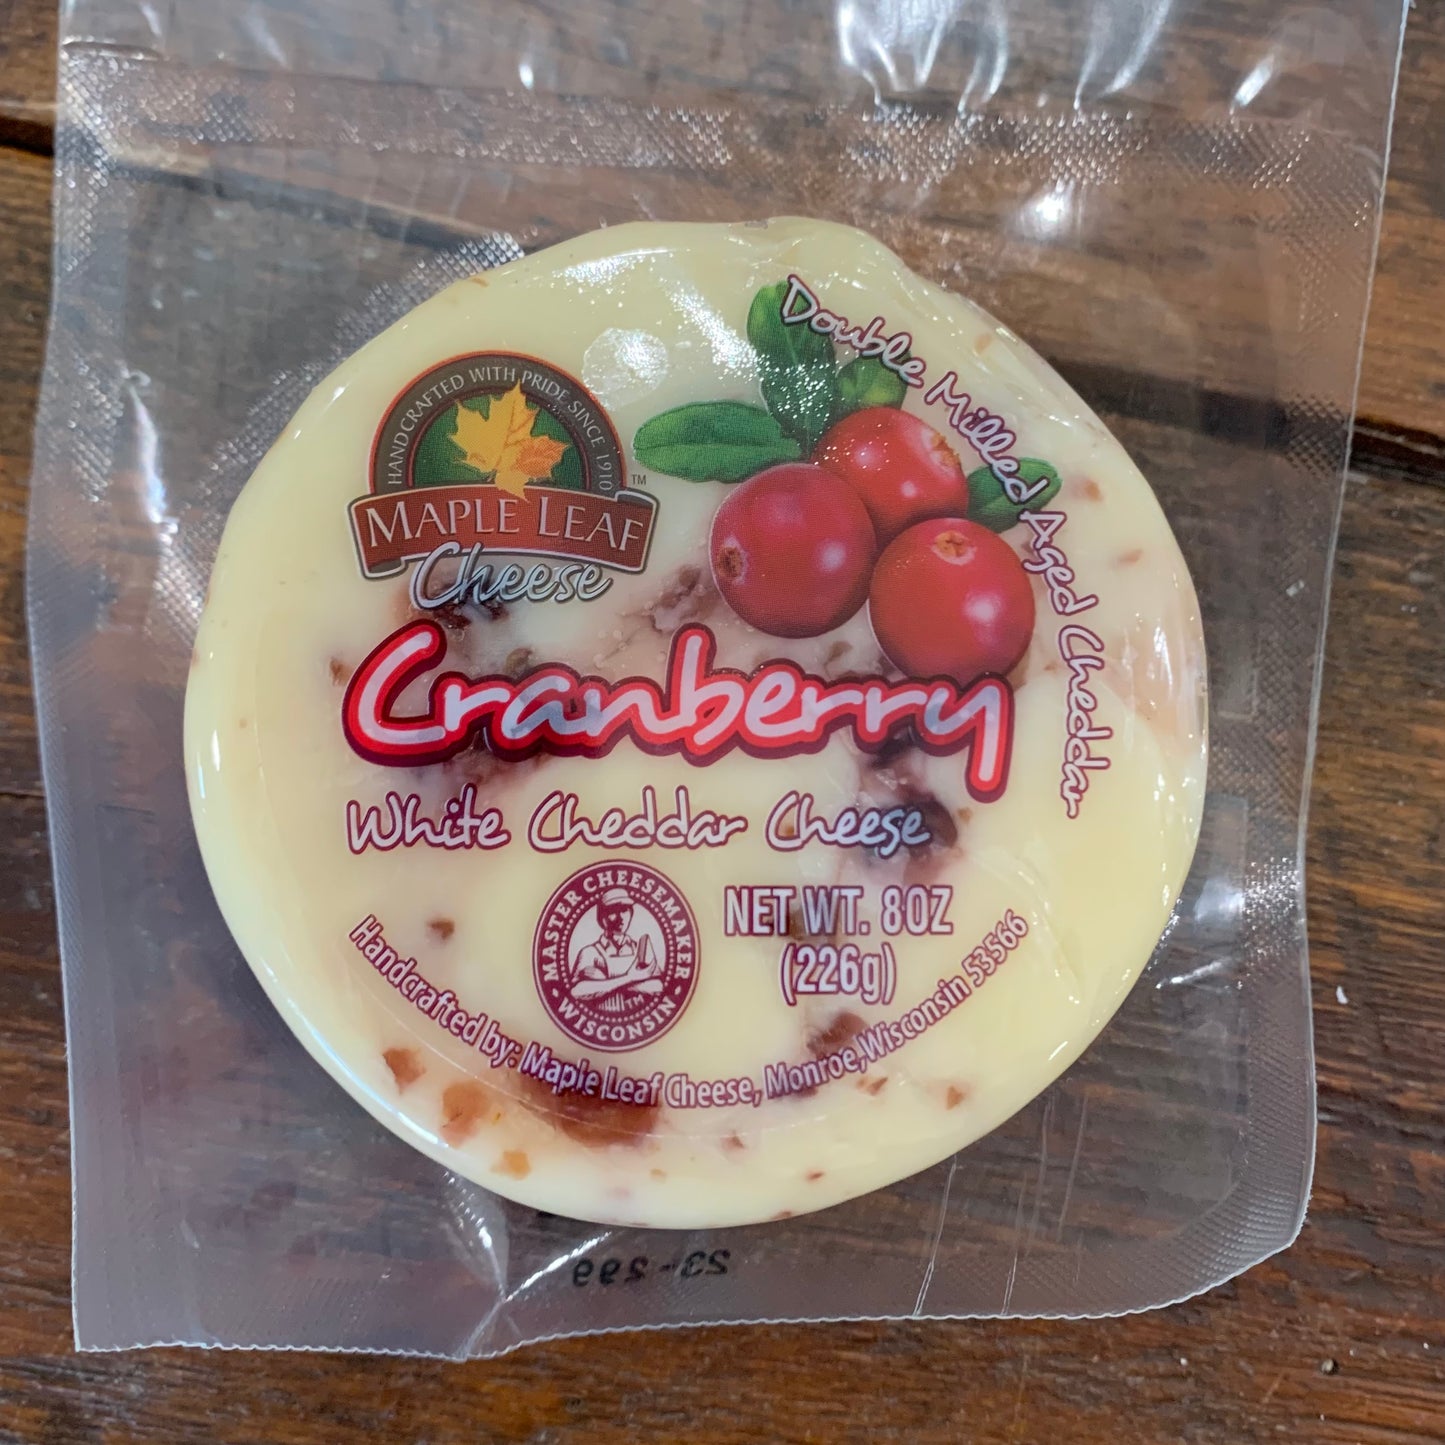 HANDCRAFTED WITH PRIDE SINCE 1910
MAPLE LEAF
TM
Cheese
Double Milled Aged Cheddar
Cranberry
White Cheddar Cheese
MASTER CHEESEMAKER
WISCONSIN
TM
NET WT. 8OZ
(226g)
Handcrafted by: Maple Leaf Cheese, Monroe, Wisconsin 53566
23-299